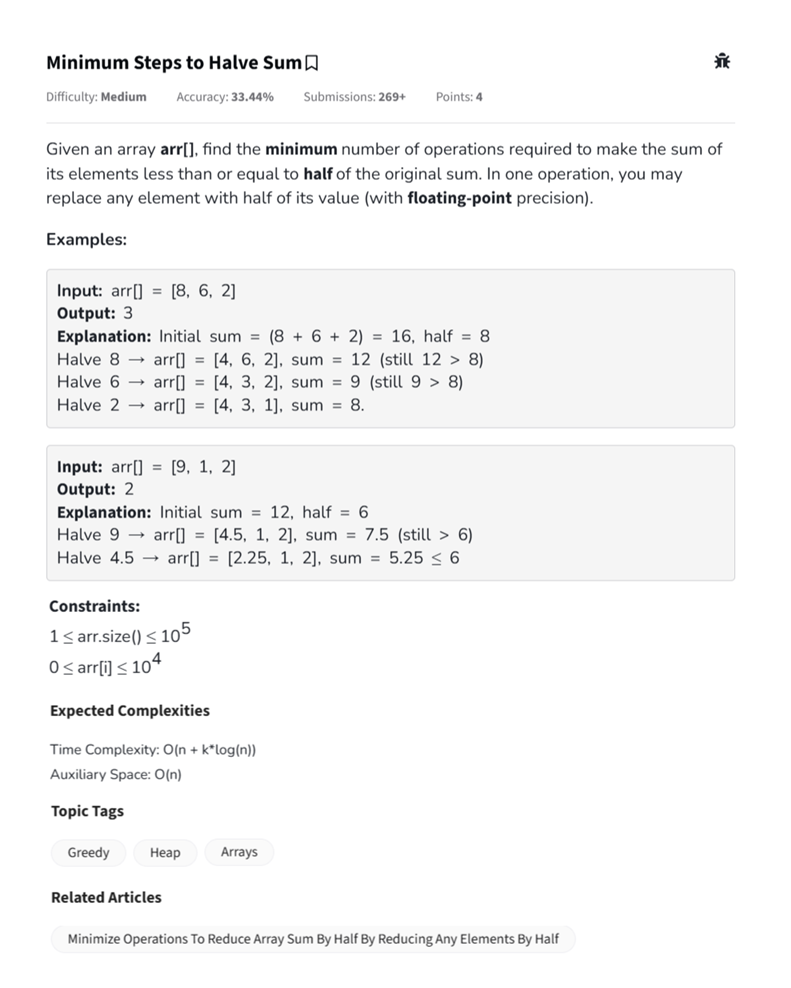 Minimum Steps to Halve Sum
Difficulty: Medium Accuracy: 33.44% Submissions: 269+ Points: 4
Given an array arr[], find the minimum number of operations required to make the sum of
its elements less than or equal to half of the original sum. In one operation, you may
replace any element with half of its value (with floating-point precision).
Examples:
Input: arr[] = [8, 6, 2]
Output: 3
Explanation: Initial sum = (8 + 6 + 2) = 16, half = 8
Halve 8 → arr[] = [4, 6, 2], sum = 12 (still 12 > 8)
Halve 6 → arr[] = [4, 3, 2], sum = 9 (still 9 > 8)
Halve 2 → arr[] = [4, 3, 1], sum = 8.
Input: arr[] = [9, 1, 2]
Output: 2
Explanation: Initial sum = 12, half = 6
Halve 9 → arr[] = [4.5, 1, 2], sum = 7.5 (still > 6)
Halve 4.5 → arr[] = [2.25, 1, 2], sum = 5.25 ≤ 6
Constraints:
1 ≤ arr.size() ≤ 10⁵
0 ≤ arr[i] ≤ 10⁴
Expected Complexities
Time Complexity: O(n + k*log(n))
Auxiliary Space: O(n)
Topic Tags
Greedy Heap Arrays
Related Articles
Minimize Operations To Reduce Array Sum By Half By Reducing Any Elements By Half